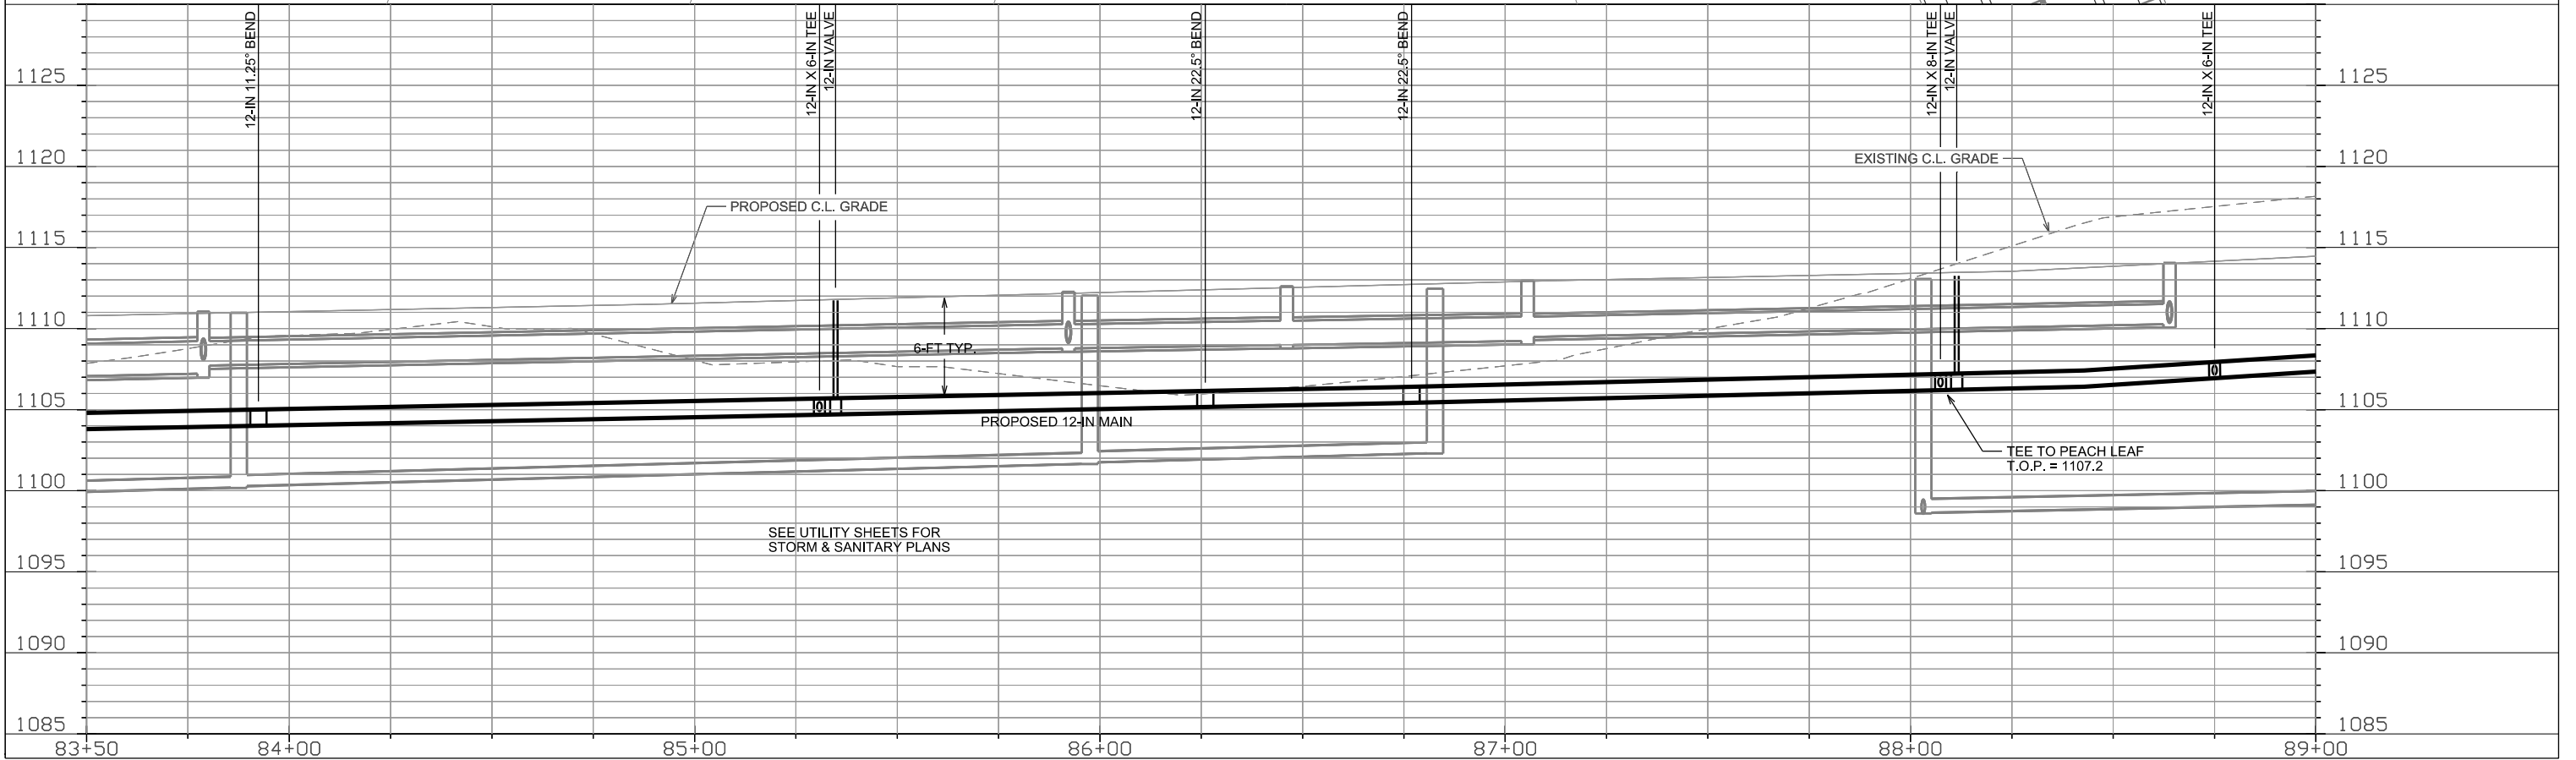 12-IN 11.25° BEND
12-IN X 6-IN TEE
12-IN VALVE
12-IN 22.5° BEND
12-IN 22.5° BEND
12-IN X 8-IN TEE
12-IN VALVE
12-IN X 6-IN TEE
1125
1125
1120
EXISTING C.L. GRADE
1120
PROPOSED C.L. GRADE
1115
1115
1110
1110
6-FT TYP.
1105
1105
PROPOSED 12-IN MAIN
TEE TO PEACH LEAF
T.O.P. = 1107.2
1100
1100
SEE UTILITY SHEETS FOR
STORM & SANITARY PLANS
1095
1095
1090
1090
1085
1085
83+50
84+00
85+00
86+00
87+00
88+00
89+00